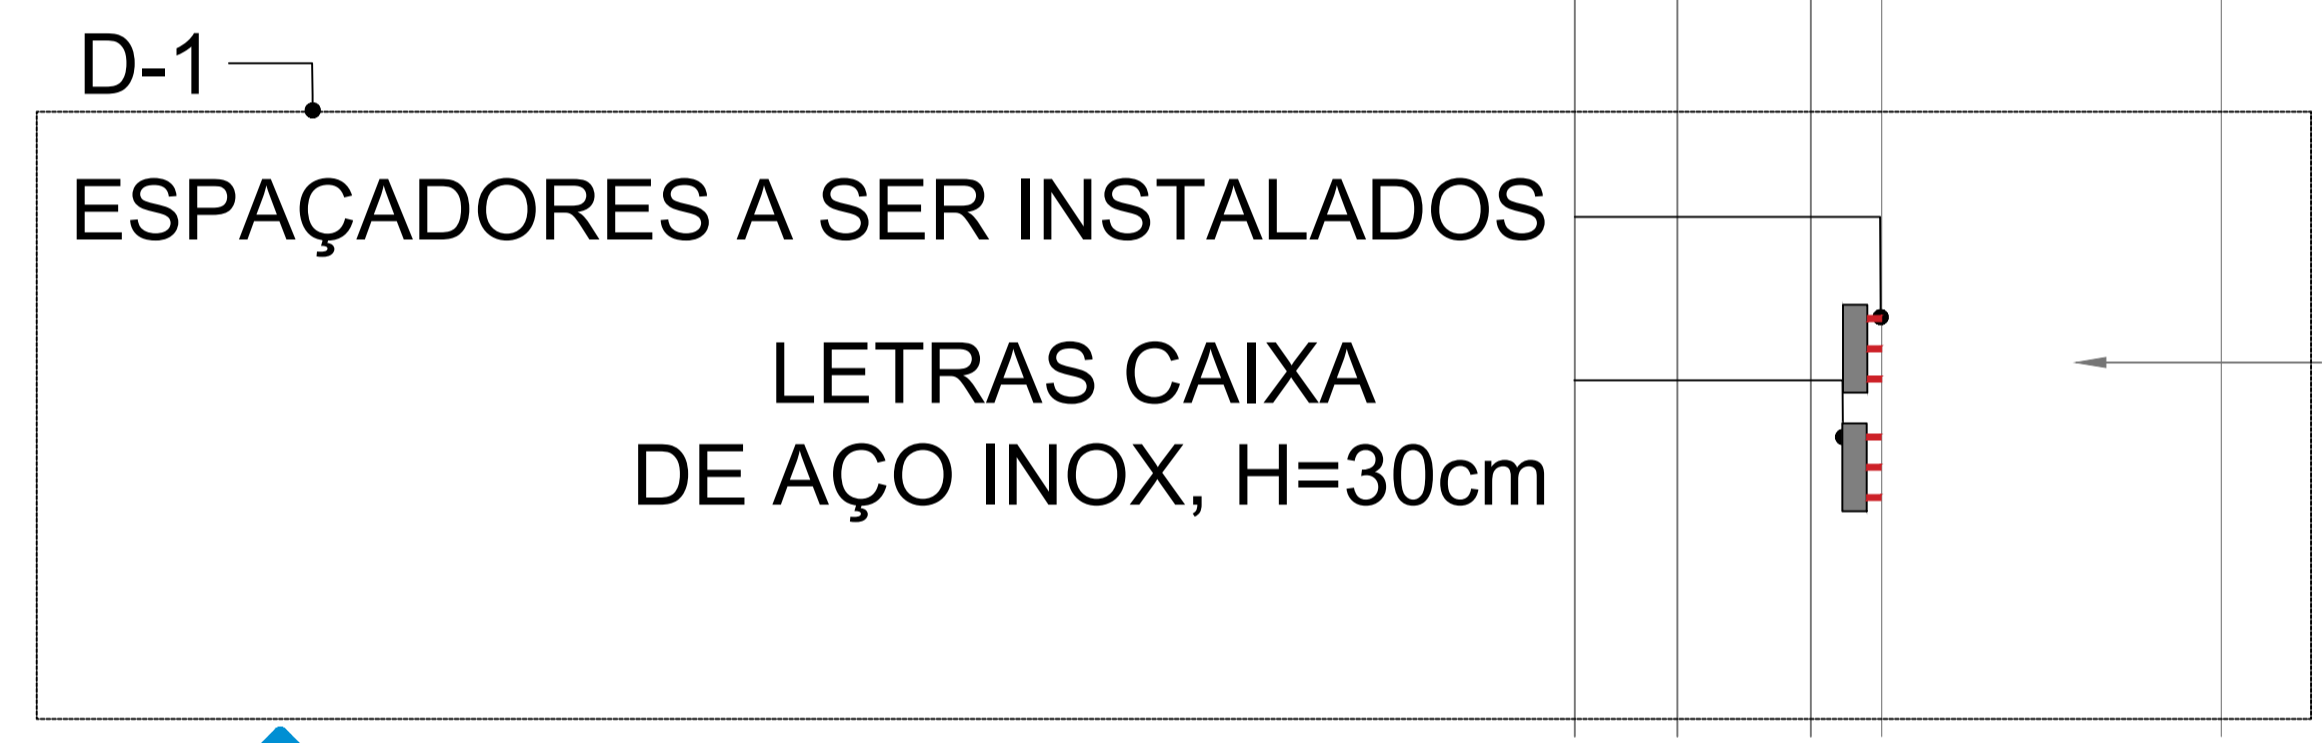 D-1
ESPAÇADORES A SER INSTALADOS
LETRAS CAIXA
DE AÇO INOX, H=30cm